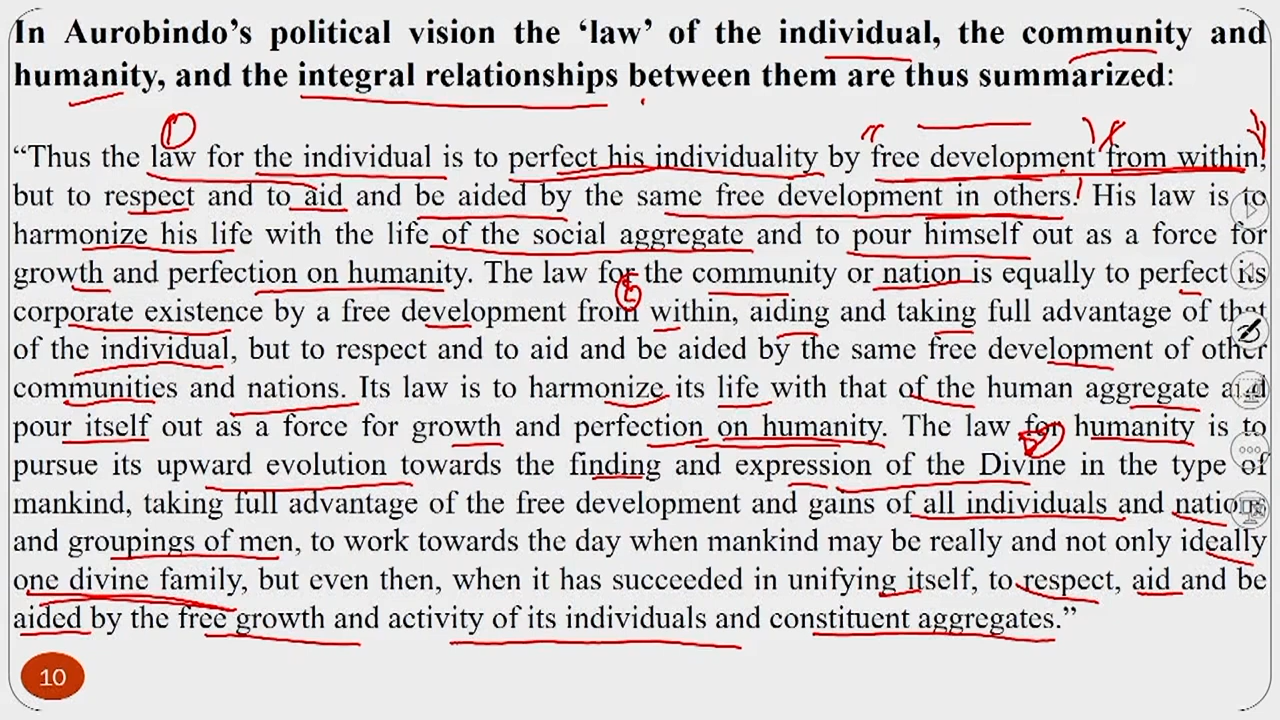 In Aurobindo's political vision the 'law' of the individual, the community and
humanity, and the integral relationships between them are thus summarized:
"Thus the law for the individual is to perfect his individuality by free development from within,
but to respect and to aid and be aided by the same free development in others. His law is to
harmonize his life with the life of the social aggregate and to pour himself out as a force for
growth and perfection on humanity. The law for the community or nation is equally to perfect its
corporate existence by a free development from within, aiding and taking full advantage of that
of the individual, but to respect and to aid and be aided by the same free development of other
communities and nations. Its law is to harmonize its life with that of the human aggregate and
pour itself out as a force for growth and perfection on humanity. The law for humanity is to
pursue its upward evolution towards the finding and expression of the Divine in the type of
mankind, taking full advantage of the free development and gains of all individuals and nations
and groupings of men, to work towards the day when mankind may be really and not only ideally
one divine family, but even then, when it has succeeded in unifying itself, to respect, aid and be
aided by the free growth and activity of its individuals and constituent aggregates."
10